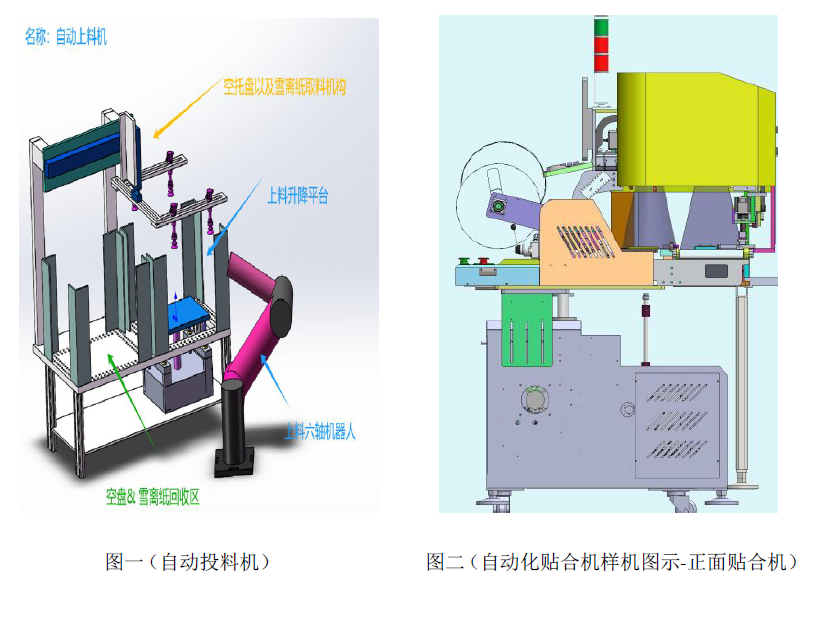 名称：自动上料机
空托盘以及雪离纸取料机构
上料升降平台
上料六轴机器人
空盘& 雪离纸回收区
图一（自动投料机）
图二（自动化贴合机样机图示-正面贴合机）